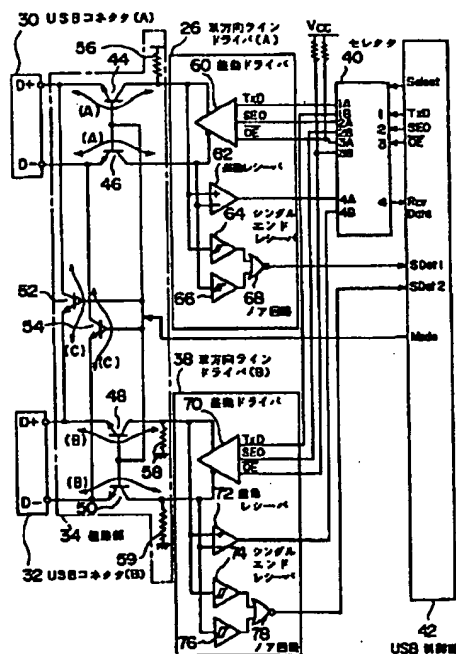 30 USBコネクタ(A)
56
44
26 双方向ライン
ドライバ(A)
60 差動ドライバ
Vcc
セレクタ
40
D+
(A)
(A)
D-
46
TxD
SE0
OE
1A
1B
2A
2B
3A
3B
4A
4B
Select
1 TxD
2 SE0
3 OE
4 Rcv
Data
62
差動レシーバ
64 シングル
エンド
レシーバ
66
68
ノア回路
SDet1
SDet2
Mode
52
54
(C)
(C)
38 双方向ライン
ドライバ(B)
48
70 差動ドライバ
D+
(B)
(B)
58
TxD
SE0
OE
D-
50
59
34
32 USBコネクタ(B)
72 差動
レシーバ
74 シングル
エンド
レシーバ
76
78
ノア回路
42
USB 制御部